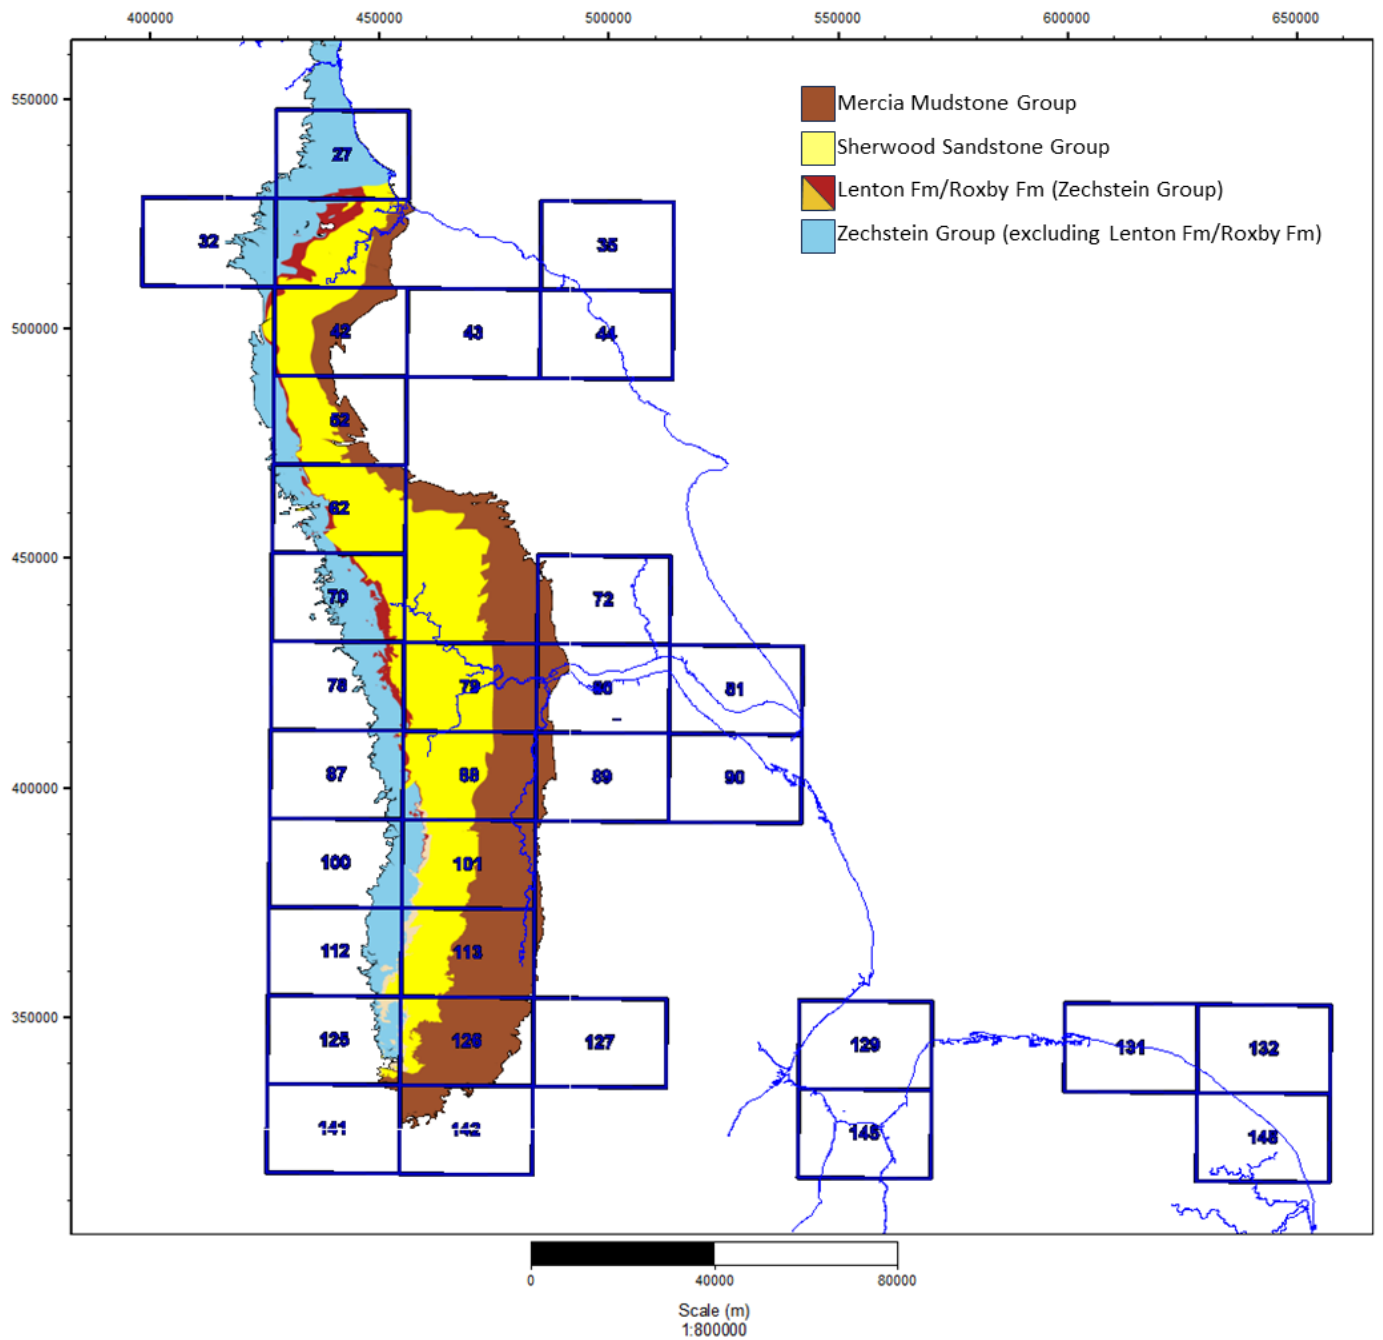 400000 450000 500000 550000 600000 650000
550000
500000
450000
400000
350000
Mercia Mudstone Group
Sherwood Sandstone Group
Lenton Fm/Roxby Fm (Zechstein Group)
Zechstein Group (excluding Lenton Fm/Roxby Fm)
27
32
35
42 43 44
52
62
70 72
78 79 80 81
87 88 89 90
100 101
112 113
125 126 127 129 131 132
141 142 145
0 40000 80000
Scale (m)
1:800000